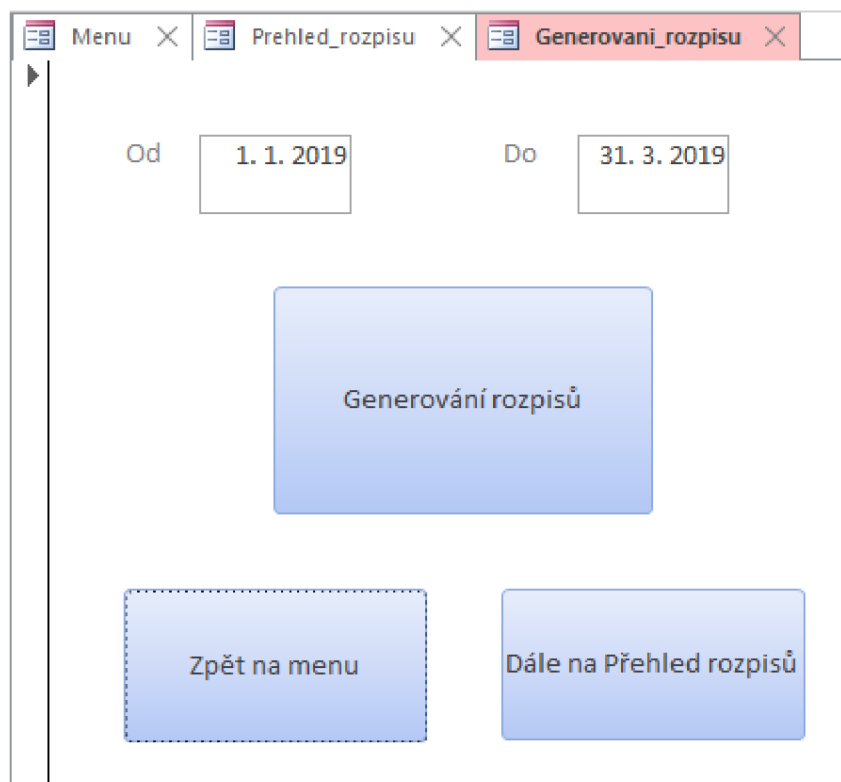 Menu Prehled_rozpisu Generovani_rozpisu
Od 1. 1. 2019 Do 31. 3. 2019
Generování rozpisů
Zpět na menu Dále na Přehled rozpisů